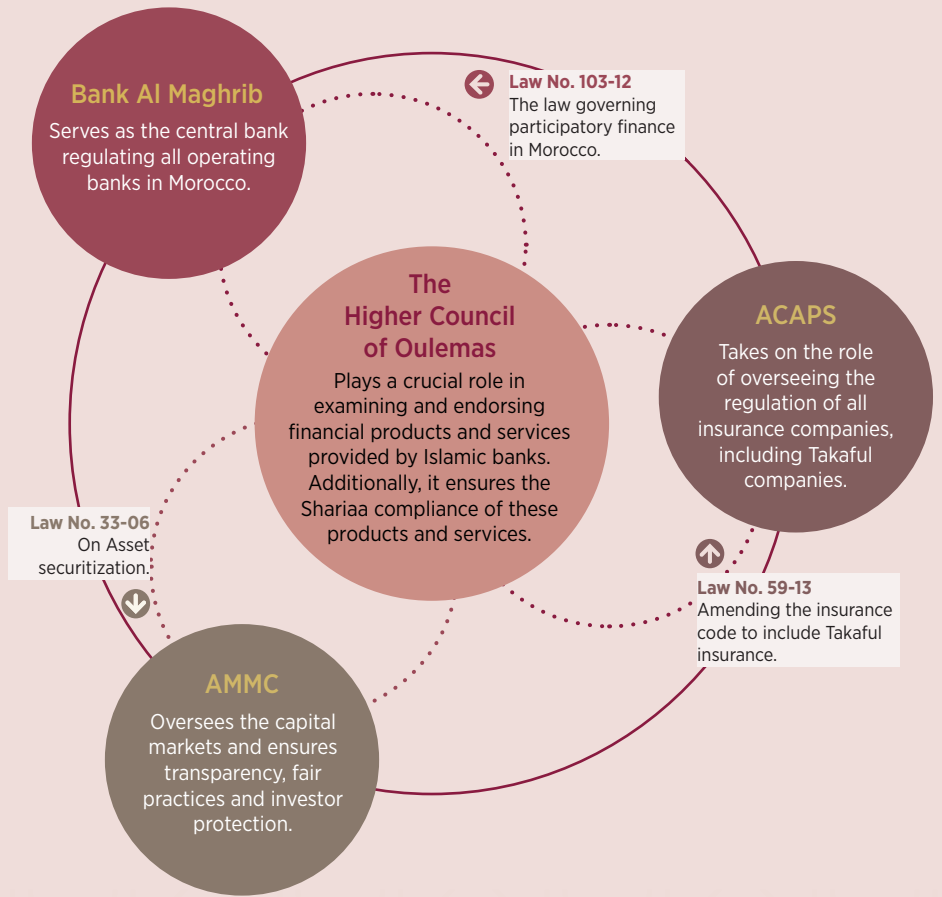 Bank Al Maghrib
Serves as the central bank
regulating all operating
banks in Morocco.
Law No. 103-12
The law governing
participatory finance
in Morocco.
The
Higher Council
of Oulemas
Plays a crucial role in
examining and endorsing
financial products and services
provided by Islamic banks.
Additionally, it ensures the
Shariaa compliance of these
products and services.
ACAPS
Takes on the role
of overseeing the
regulation of all
insurance companies,
including Takaful
companies.
Law No. 33-06
On Asset
securitization.
Law No. 59-13
Amending the insurance
code to include Takaful
insurance.
AMMC
Oversees the capital
markets and ensures
transparency, fair
practices and investor
protection.